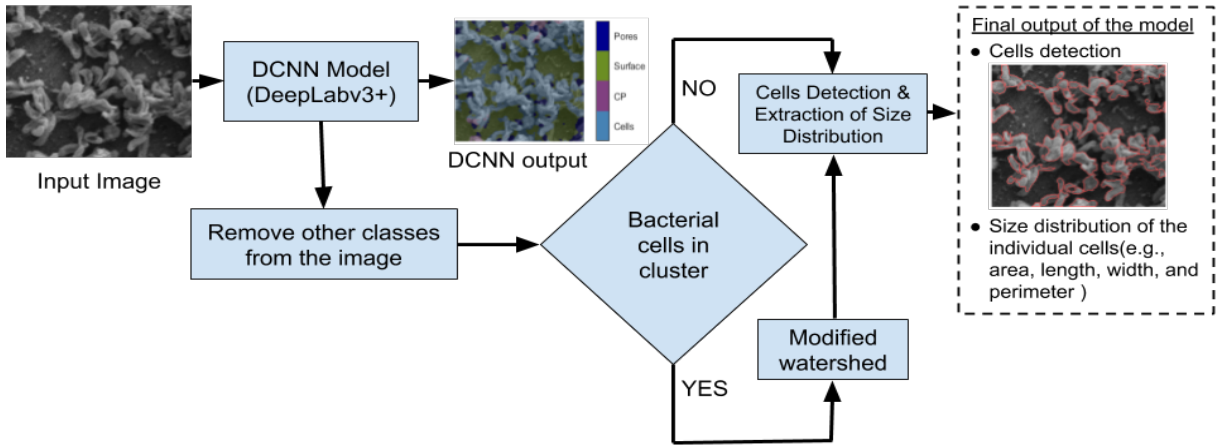 Input Image
DCNN Model
(DeepLabv3+)
Pores
Surface
CP
Cells
DCNN output
Remove other classes
from the image
Bacterial
cells in
cluster
NO
YES
Modified
watershed
Cells Detection &
Extraction of Size
Distribution
Final output of the model
● Cells detection
● Size distribution of the
individual cells(e.g.,
area, length, width, and
perimeter )